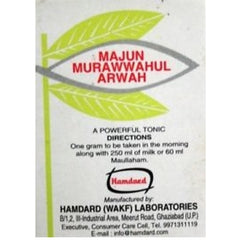 MAJUN
MURAWWAHUL
ARWAH
A POWERFUL TONIC
DIRECTIONS
One gram to be taken in the morning
along with 250 ml of milk or 60 ml
Maullaham.
Hamdard
Manufactured by:
HAMDARD (WAKF) LABORATORIES
B/1,2, Ill-Industrial Area, Meerut Road, Ghaziabad (U.P.)
Executive, Consumer Care Cell, Tel. 9971311119
E-mail : info@hamdard.com